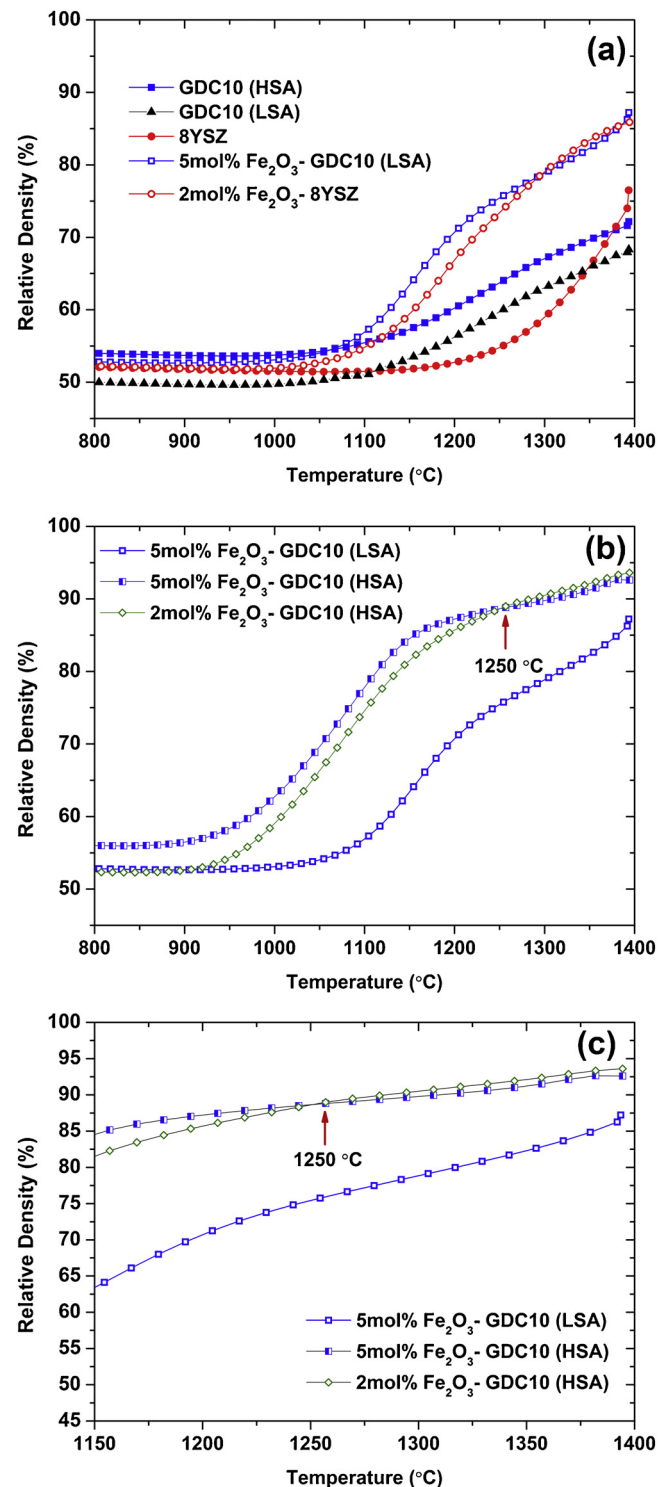 (a)
GDC10 (HSA)
GDC10 (LSA)
8YSZ
5mol% Fe₂O₃- GDC10 (LSA)
2mol% Fe₂O₃- 8YSZ
Relative Density (%)
100
90
80
70
60
50
800 900 1000 1100 1200 1300 1400
Temperature (°C)
(b)
5mol% Fe₂O₃- GDC10 (LSA)
5mol% Fe₂O₃- GDC10 (HSA)
2mol% Fe₂O₃- GDC10 (HSA)
1250 °C
Relative Density (%)
100
90
80
70
60
50
800 900 1000 1100 1200 1300 1400
Temperature (°C)
(c)
1250 °C
5mol% Fe₂O₃- GDC10 (LSA)
5mol% Fe₂O₃- GDC10 (HSA)
2mol% Fe₂O₃- GDC10 (HSA)
Relative Density (%)
100
95
90
85
80
75
70
65
60
55
50
45
1150 1200 1250 1300 1350 1400
Temperature (°C)